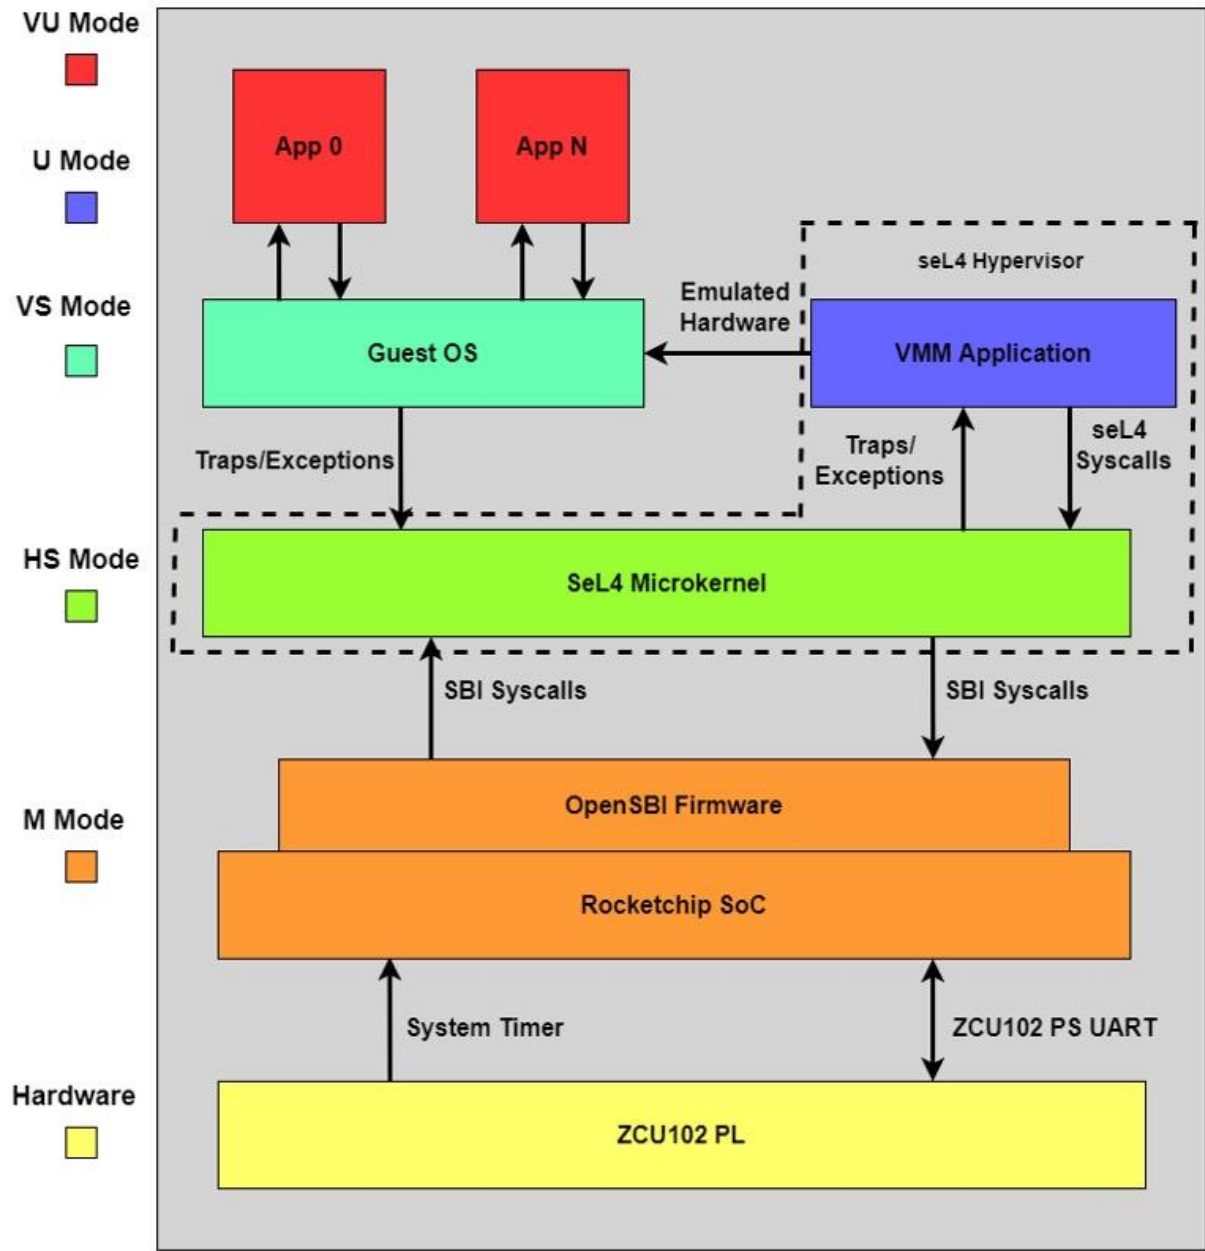 VU Mode
U Mode
VS Mode
HS Mode
M Mode
Hardware
App 0
App N
seL4 Hypervisor
Emulated
Hardware
Guest OS
VMM Application
Traps/Exceptions
Traps/
Exceptions
seL4
Syscalls
SeL4 Microkernel
SBI Syscalls
SBI Syscalls
OpenSBI Firmware
Rocketchip SoC
System Timer
ZCU102 PS UART
ZCU102 PL